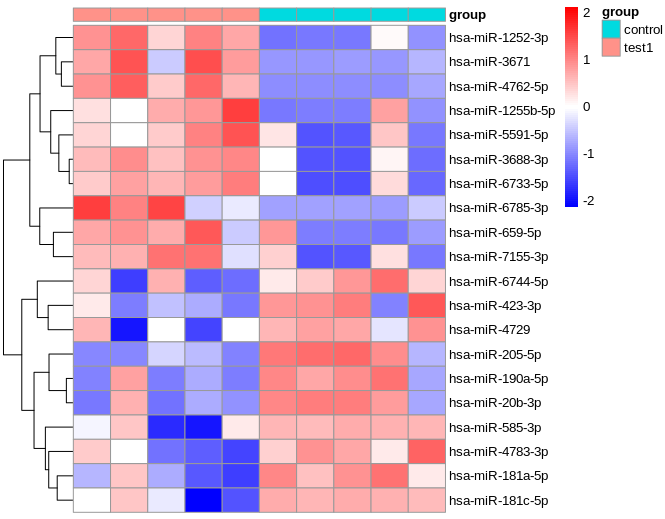 group
hsa-miR-1252-3p
hsa-miR-3671
hsa-miR-4762-5p
hsa-miR-1255b-5p
hsa-miR-5591-5p
hsa-miR-3688-3p
hsa-miR-6733-5p
hsa-miR-6785-3p
hsa-miR-659-5p
hsa-miR-7155-3p
hsa-miR-6744-5p
hsa-miR-423-3p
hsa-miR-4729
hsa-miR-205-5p
hsa-miR-190a-5p
hsa-miR-20b-3p
hsa-miR-585-3p
hsa-miR-4783-3p
hsa-miR-181a-5p
hsa-miR-181c-5p
2
1
0
-1
-2
group
control
test1